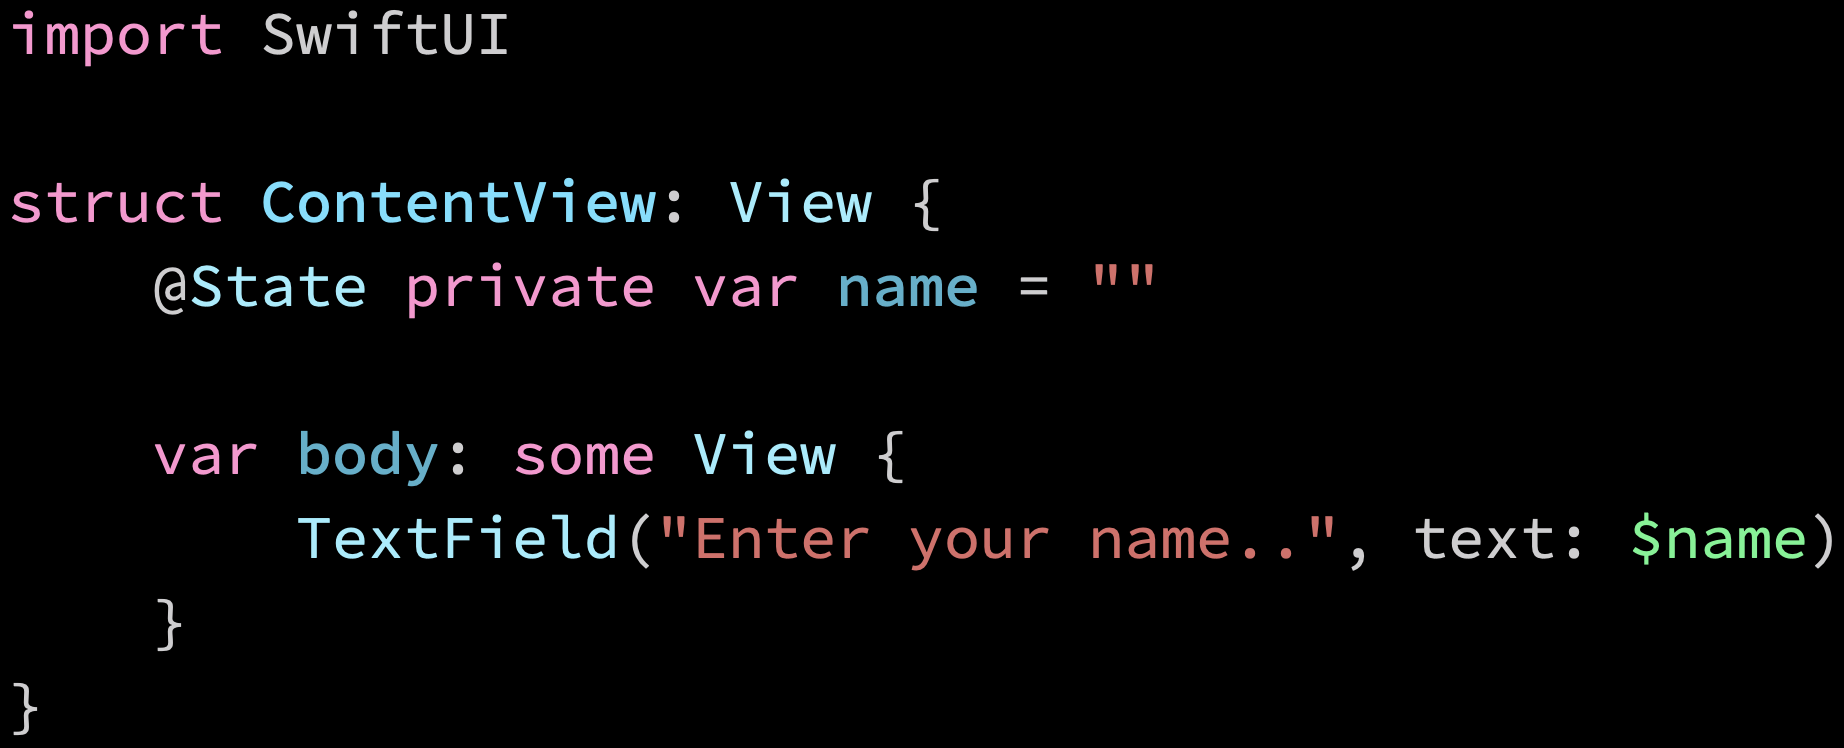 import SwiftUI
struct ContentView: View {
    @State private var name = ""
    var body: some View {
        TextField("Enter your name..", text: $name)
    }
}